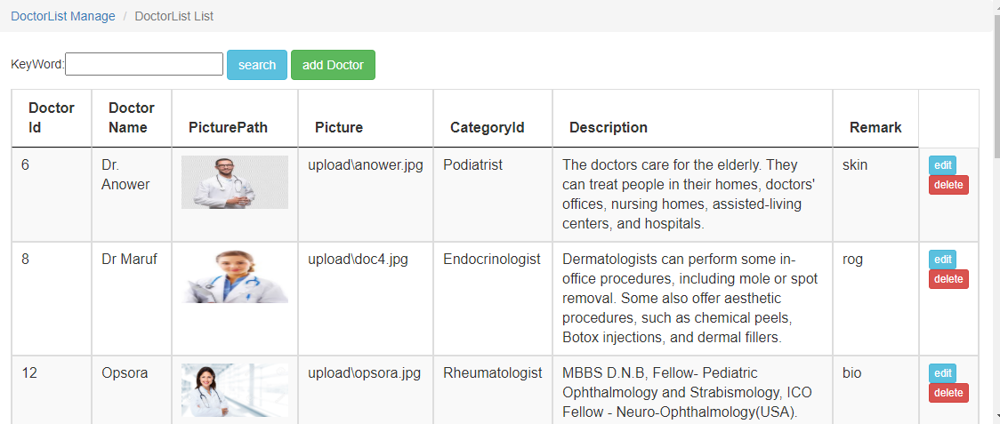 DoctorList Manage / DoctorList List
KeyWord: search add Doctor
Doctor Id Doctor Name PicturePath Picture CategoryId Description Remark
6 Dr. Anower upload\anower.jpg Podiatrist The doctors care for the elderly. They skin edit
can treat people in their homes, doctors' delete
offices, nursing homes, assisted-living
centers, and hospitals.
8 Dr Maruf upload\doc4.jpg Endocrinologist Dermatologists can perform some in- rog edit
office procedures, including mole or spot delete
removal. Some also offer aesthetic
procedures, such as chemical peels,
Botox injections, and dermal fillers.
12 Opsora upload\opsora.jpg Rheumatologist MBBS D.N.B, Fellow- Pediatric bio edit
Ophthalmology and Strabismology, ICO delete
Fellow - Neuro-Ophthalmology(USA).